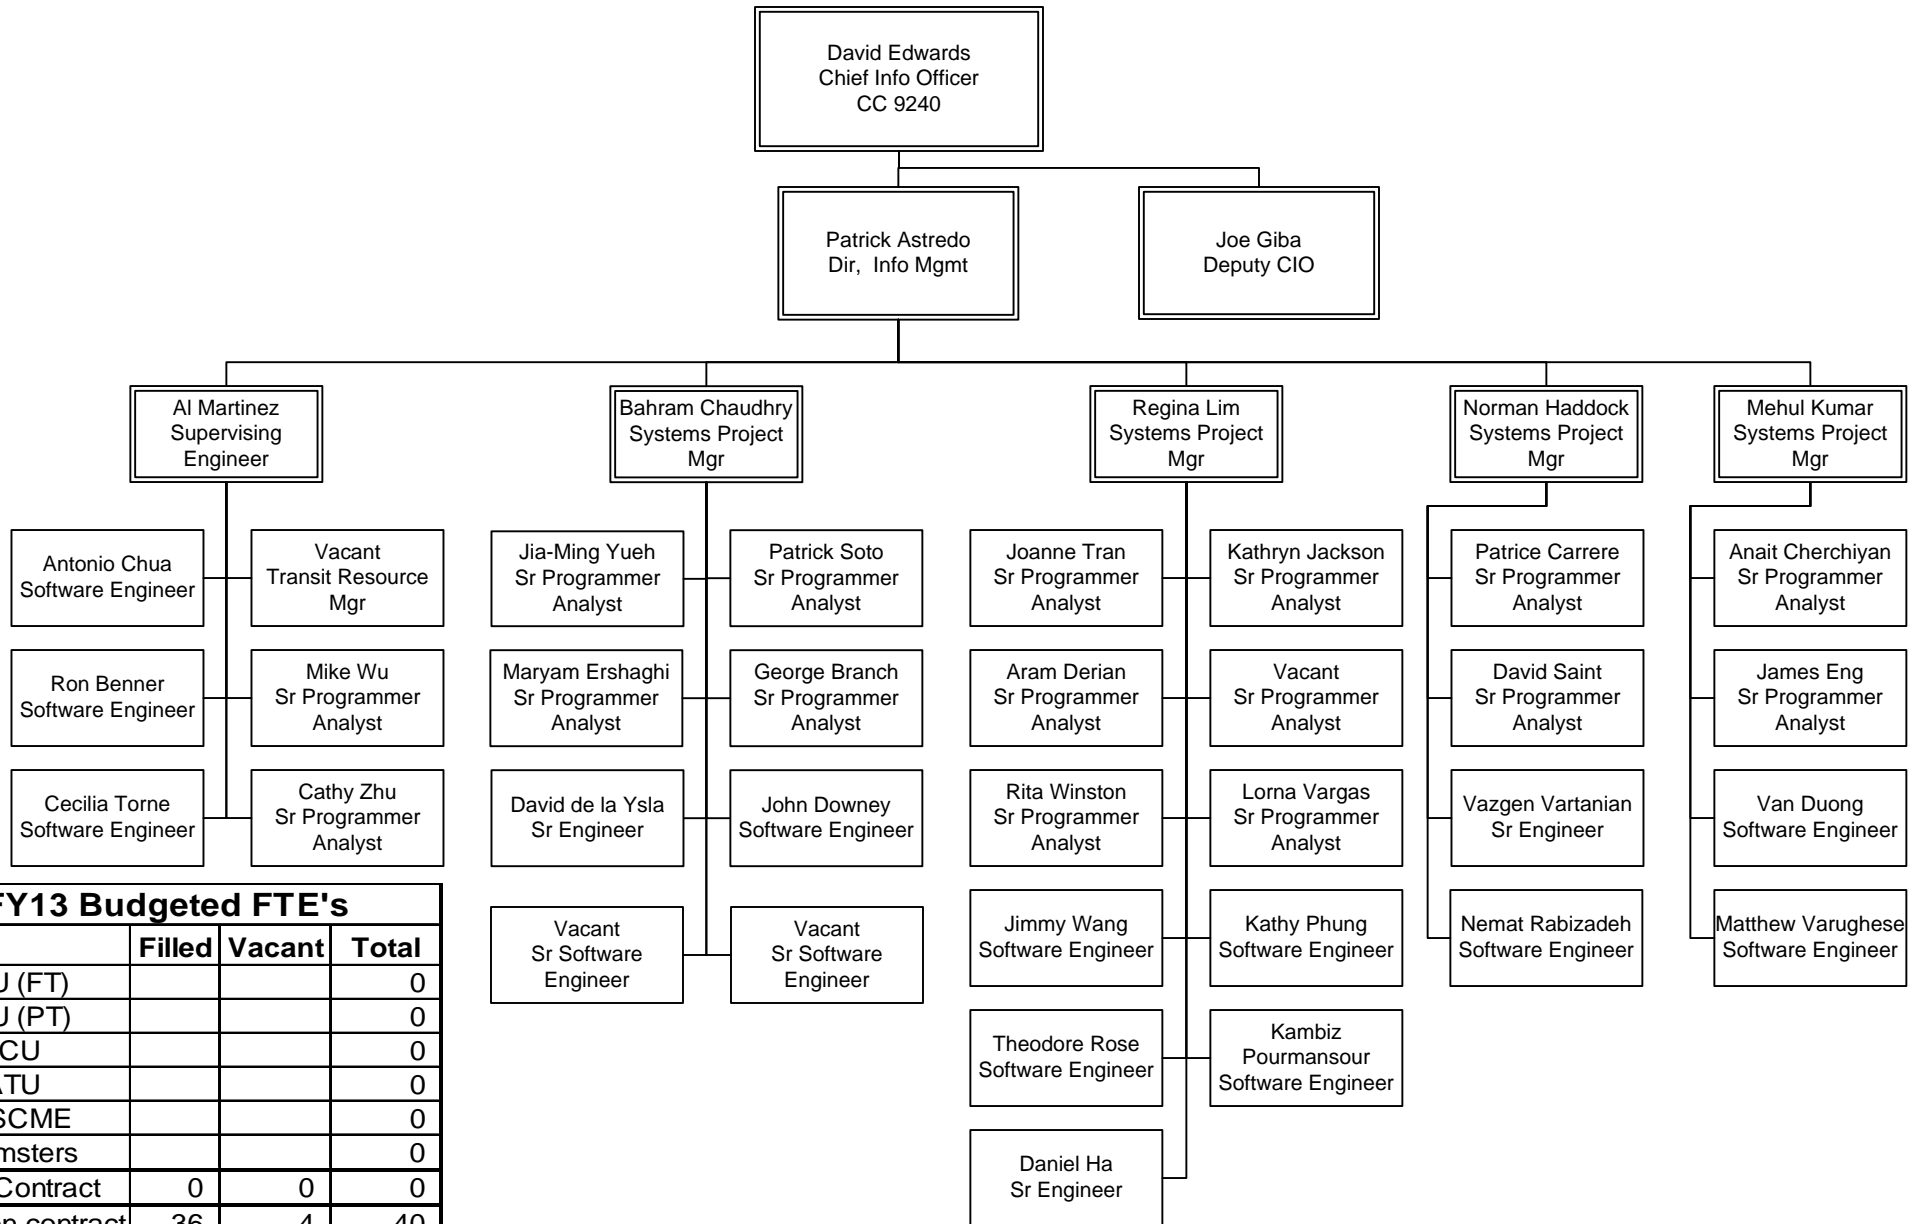 David Edwards
Chief Info Officer
CC 9240
Patrick Astredo
Dir, Info Mgmt
Joe Giba
Deputy CIO
Al Martinez
Supervising
Engineer
Bahram Chaudhry
Systems Project
Mgr
Regina Lim
Systems Project
Mgr
Norman Haddock
Systems Project
Mgr
Mehul Kumar
Systems Project
Mgr
Antonio Chua
Software Engineer
Vacant
Transit Resource
Mgr
Jia-Ming Yueh
Sr Programmer
Analyst
Patrick Soto
Sr Programmer
Analyst
Joanne Tran
Sr Programmer
Analyst
Kathryn Jackson
Sr Programmer
Analyst
Patrice Carrere
Sr Programmer
Analyst
Anait Cherchiyan
Sr Programmer
Analyst
Ron Benner
Software Engineer
Mike Wu
Sr Programmer
Analyst
Maryam Ershaghi
Sr Programmer
Analyst
George Branch
Sr Programmer
Analyst
Aram Derian
Sr Programmer
Analyst
Vacant
Sr Programmer
Analyst
David Saint
Sr Programmer
Analyst
James Eng
Sr Programmer
Analyst
Cecilia Torne
Software Engineer
Cathy Zhu
Sr Programmer
Analyst
David de la Ysla
Sr Engineer
John Downey
Software Engineer
Rita Winston
Sr Programmer
Analyst
Lorna Vargas
Sr Programmer
Analyst
Vazgen Vartanian
Sr Engineer
Van Duong
Software Engineer
Vacant
Sr Software
Engineer
Vacant
Sr Software
Engineer
Jimmy Wang
Software Engineer
Kathy Phung
Software Engineer
Nemat Rabizadeh
Software Engineer
Matthew Varughese
Software Engineer
Theodore Rose
Software Engineer
Kambiz
Pourmansour
Software Engineer
Daniel Ha
Sr Engineer
FY13 Budgeted FTE's
Filled Vacant Total
(FT) 0
(PT) 0
0
0
0
0
Contract 0 0 0
contract 36 4 40